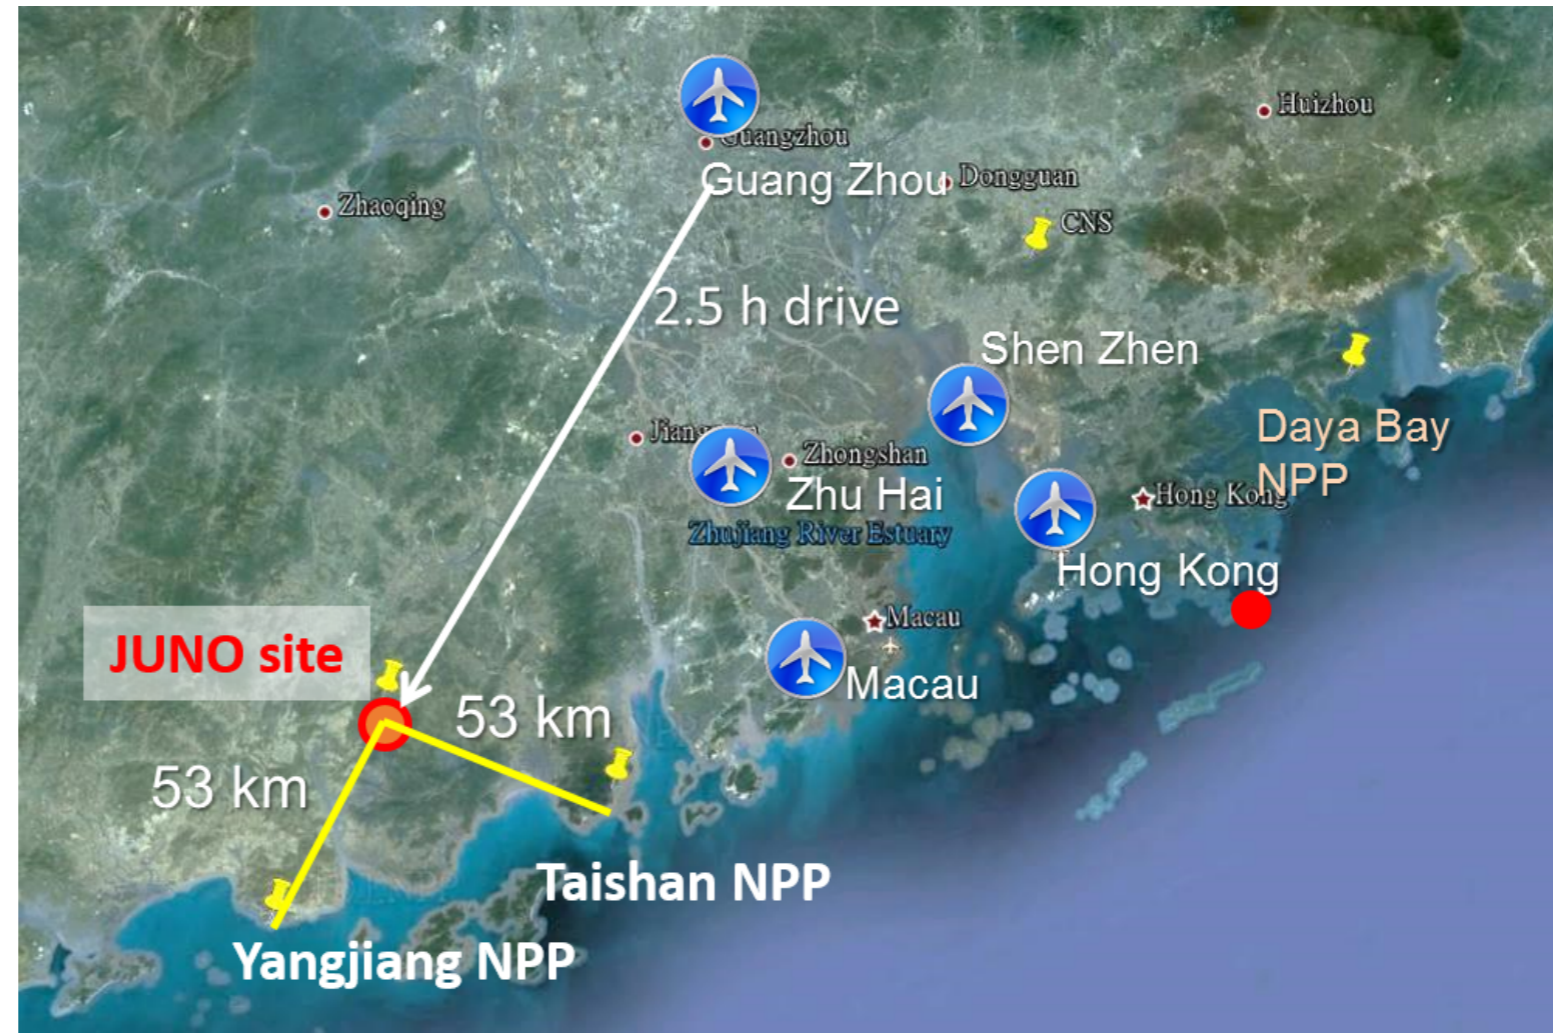 Guangzhou
Huizhou
Guang Zhou
Dongguan
Zhaoqing
CNS
2.5 h drive
Shen Zhen
Daya Bay
NPP
Zhongshan
Zhu Hai
Hong Kong
Zhujiang River Estuary
Hong Kong
Macau
JUNO site
Macau
53 km
53 km
Taishan NPP
Yangjiang NPP